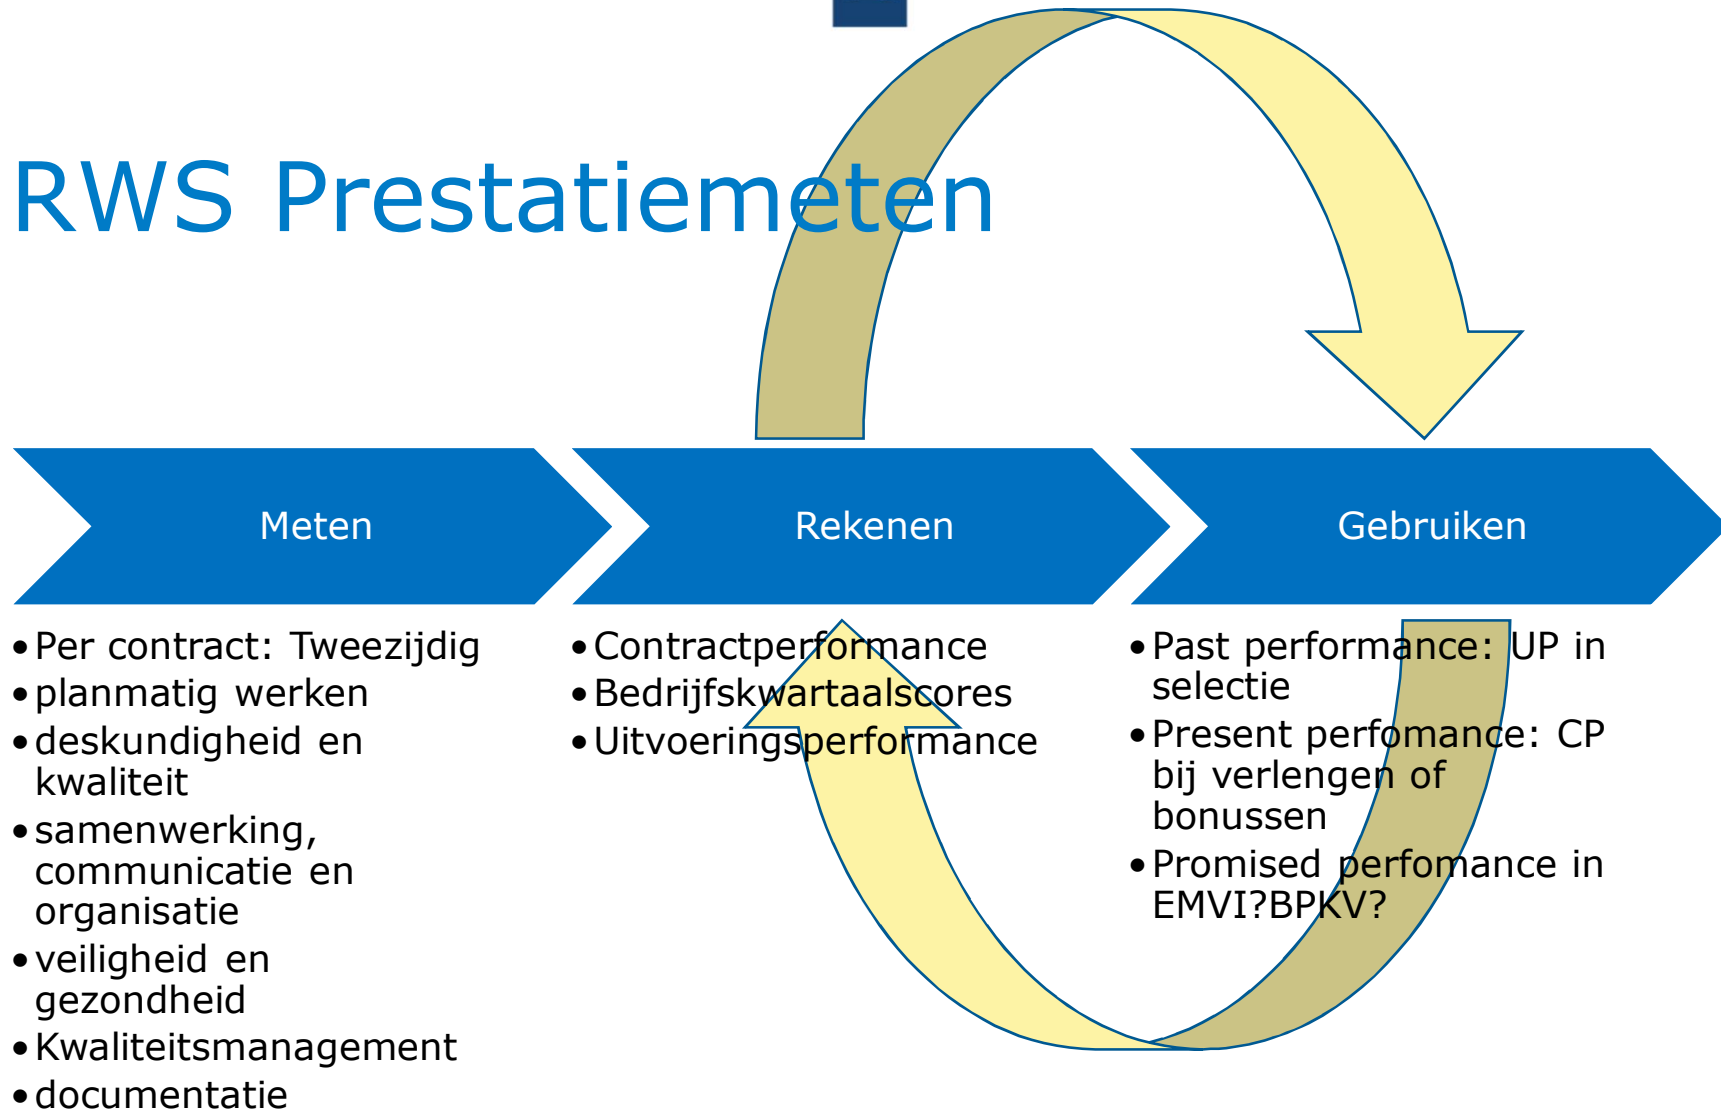 RWS Prestatiemeten
Meten
Rekenen
Gebruiken
•Per contract: Tweezijdig
•planmatig werken
•deskundigheid en
kwaliteit
•samenwerking,
communicatie en
organisatie
•veiligheid en
gezondheid
•Kwaliteitsmanagement
•documentatie
•Contractperformance
•Bedrijfskwartaalscores
•Uitvoeringsperformance
•Past performance: UP in
selectie
•Present perfomance: CP
bij verlengen of
bonussen
•Promised perfomance in
EMVI?BPKV?